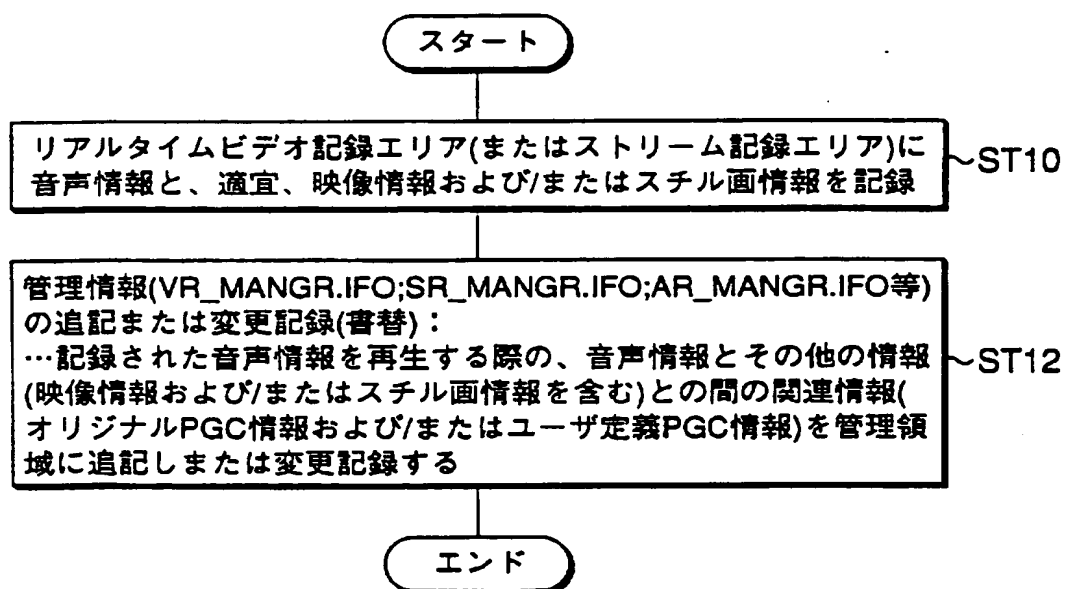 スタート
リアルタイムビデオ記録エリア(またはストリーム記録エリア)に
音声情報と、適宜、映像情報および/またはスチル画情報を記録
~ST10
管理情報(VR_MANGR.IFO;SR_MANGR.IFO;AR_MANGR.IFO等)
の追記または変更記録(書替)：
…記録された音声情報を再生する際の、音声情報とその他の情報
(映像情報および/またはスチル画情報を含む)との間の関連情報(
オリジナルPGC情報および/またはユーザ定義PGC情報)を管理領
域に追記しまたは変更記録する
~ST12
エンド